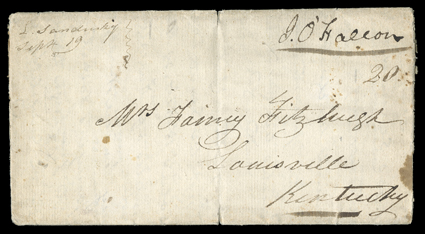 L. Sandusky
Sept 19
J. O'Fallon
20
Mrs Fanny Fitzhugh
Louisville
Kentucky